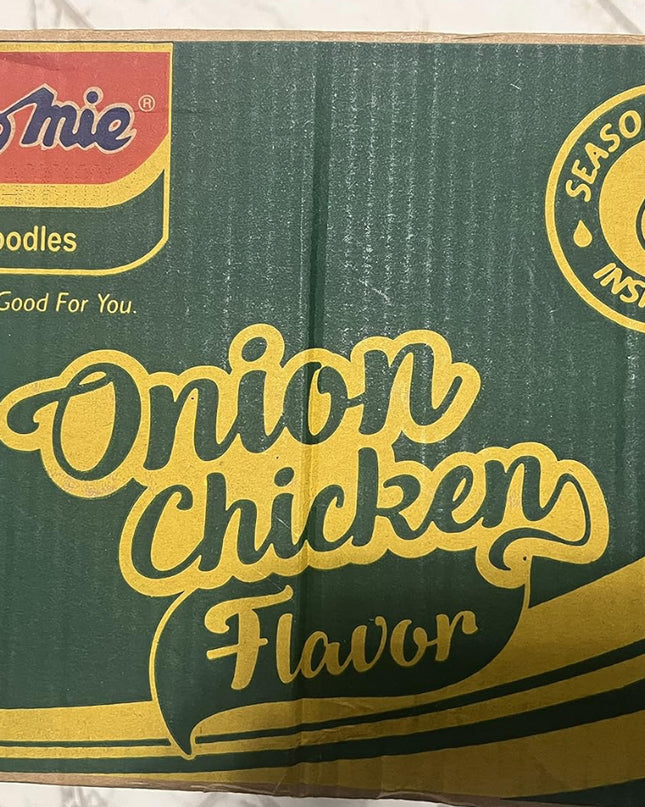 mie®
oodles
Good For You.
SEASO
INS
Onion
Chicken
Flavor